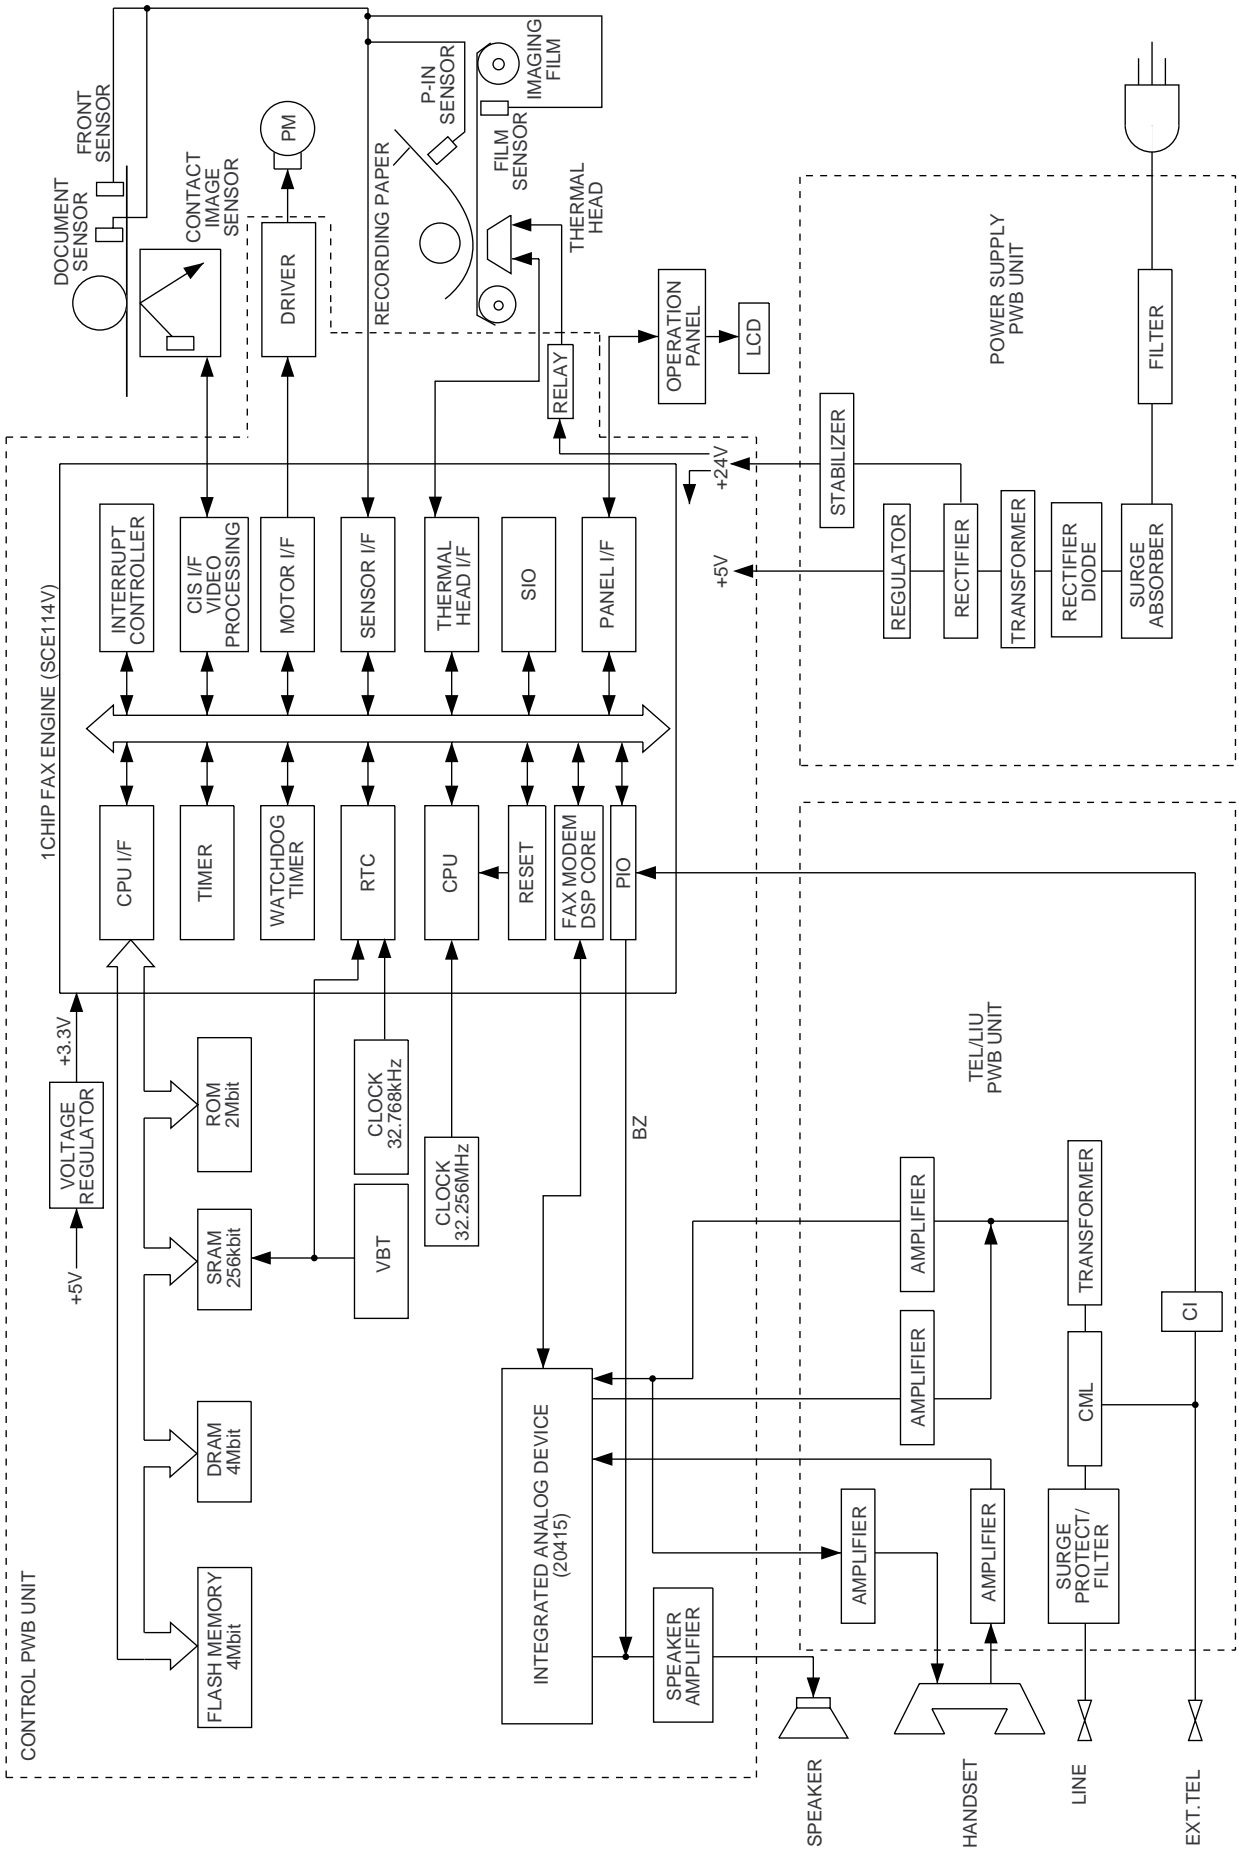 CONTROL PWB UNIT
FLASH MEMORY
4Mbit
DRAM
4Mbit
SRAM
256kbit
ROM
2Mbit
+5V
VOLTAGE
REGULATOR
+3.3V
VBT
CLOCK
32.768kHz
CLOCK
32.256MHz
INTEGRATED ANALOG DEVICE
(20415)
SPEAKER
AMPLIFIER
BZ
1CHIP FAX ENGINE (SCE114V)
CPU I/F
TIMER
WATCHDOG
TIMER
RTC
CPU
RESET
FAX MODEM
DSP CORE
PIO
INTERRUPT
CONTROLLER
CIS I/F
VIDEO
PROCESSING
MOTOR I/F
SENSOR I/F
THERMAL
HEAD I/F
SIO
PANEL I/F
DOCUMENT
SENSOR
FRONT
SENSOR
CONTACT
IMAGE
SENSOR
DRIVER
PM
RECORDING PAPER
P-IN
SENSOR
FILM
SENSOR
IMAGING
FILM
THERMAL
HEAD
RELAY
OPERATION
PANEL
LCD
+24V
+5V
POWER SUPPLY
PWB UNIT
STABILIZER
REGULATOR
RECTIFIER
TRANSFORMER
RECTIFIER
DIODE
SURGE
ABSORBER
FILTER
TEL/LIU
PWB UNIT
AMPLIFIER
AMPLIFIER
AMPLIFIER
AMPLIFIER
TRANSFORMER
CML
SURGE
PROTECT/
FILTER
CI
SPEAKER
HANDSET
LINE
EXT.TEL